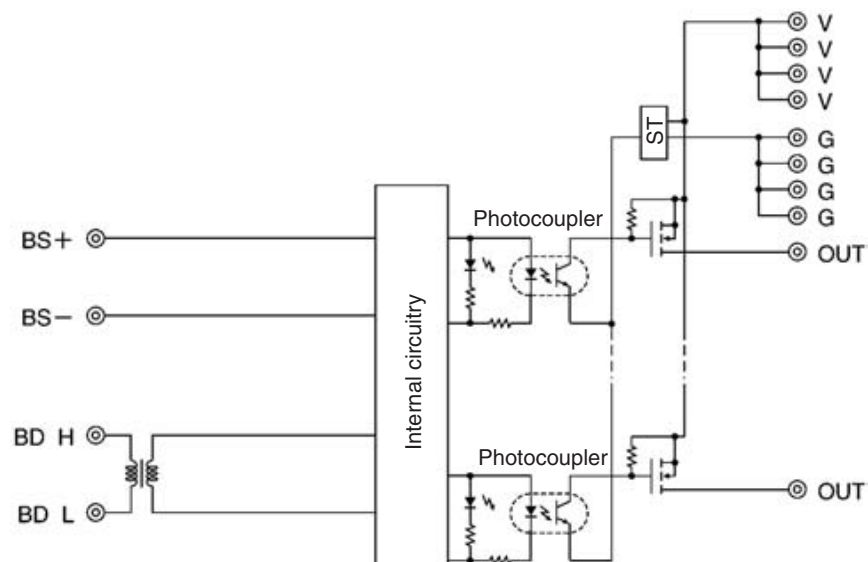 V
V
V
V
ST
G
G
G
G
Photocoupler
BS+
OUT
BS−
Internal circuitry
BD H
Photocoupler
OUT
BD L